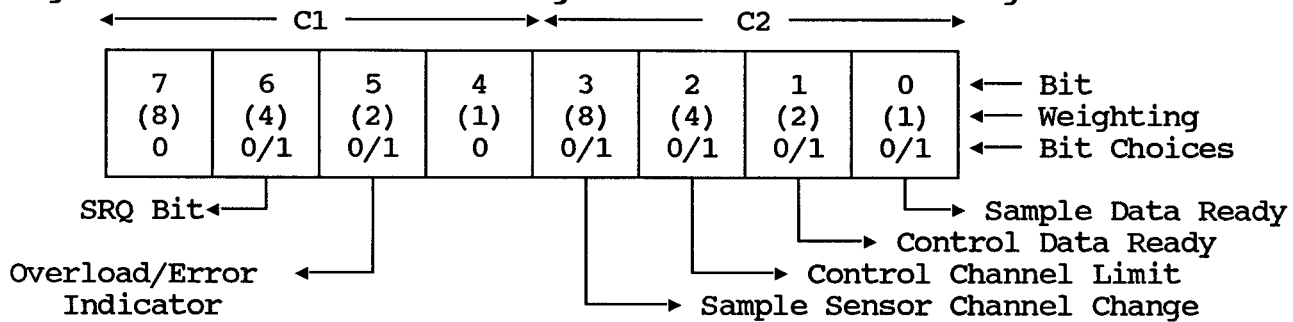 C1 C2
7 6 5 4 3 2 1 0 Bit
(8) (4) (2) (1) (8) (4) (2) (1) Weighting
0 0/1 0/1 0 0/1 0/1 0/1 0/1 Bit Choices
SRQ Bit Sample Data Ready
Control Data Ready
Overload/Error Control Channel Limit
Indicator Sample Sensor Channel Change